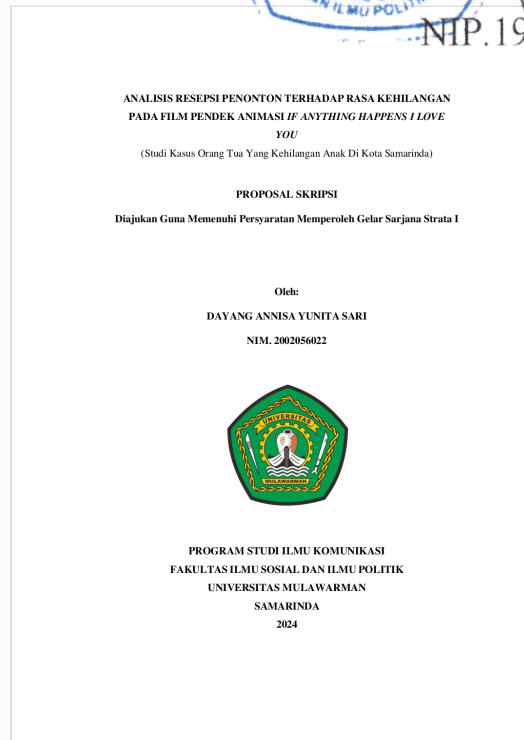 ILMU POLI
NIP.19
ANALISIS RESEPSI PENONTON TERHADAP RASA KEHILANGAN
PADA FILM PENDEK ANIMASI IF ANYTHING HAPPENS I LOVE
YOU
(Studi Kasus Orang Tua Yang Kehilangan Anak Di Kota Samarinda)
PROPOSAL SKRIPSI
Diajukan Guna Memenuhi Persyaratan Memperoleh Gelar Sarjana Strata I
Oleh:
DAYANG ANNISA YUNITA SARI
NIM. 2002056022
UNIVERSITAS
MULAWARMAN
PROGRAM STUDI ILMU KOMUNIKASI
FAKULTAS ILMU SOSIAL DAN ILMU POLITIK
UNIVERSITAS MULAWARMAN
SAMARINDA
2024